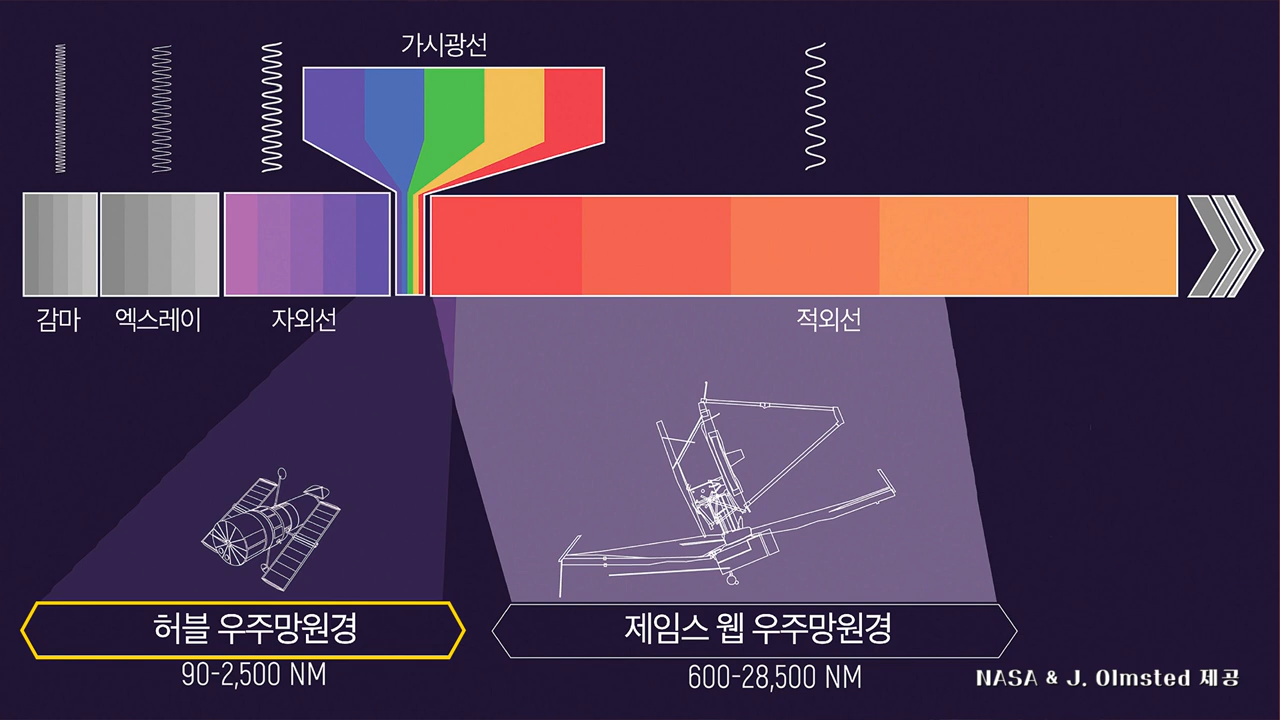 가시광선
감마
엑스레이
자외선
적외선
허블 우주망원경
90-2,500 NM
제임스 웹 우주망원경
600-28,500 NM
NASA & J. Olmsted 제공